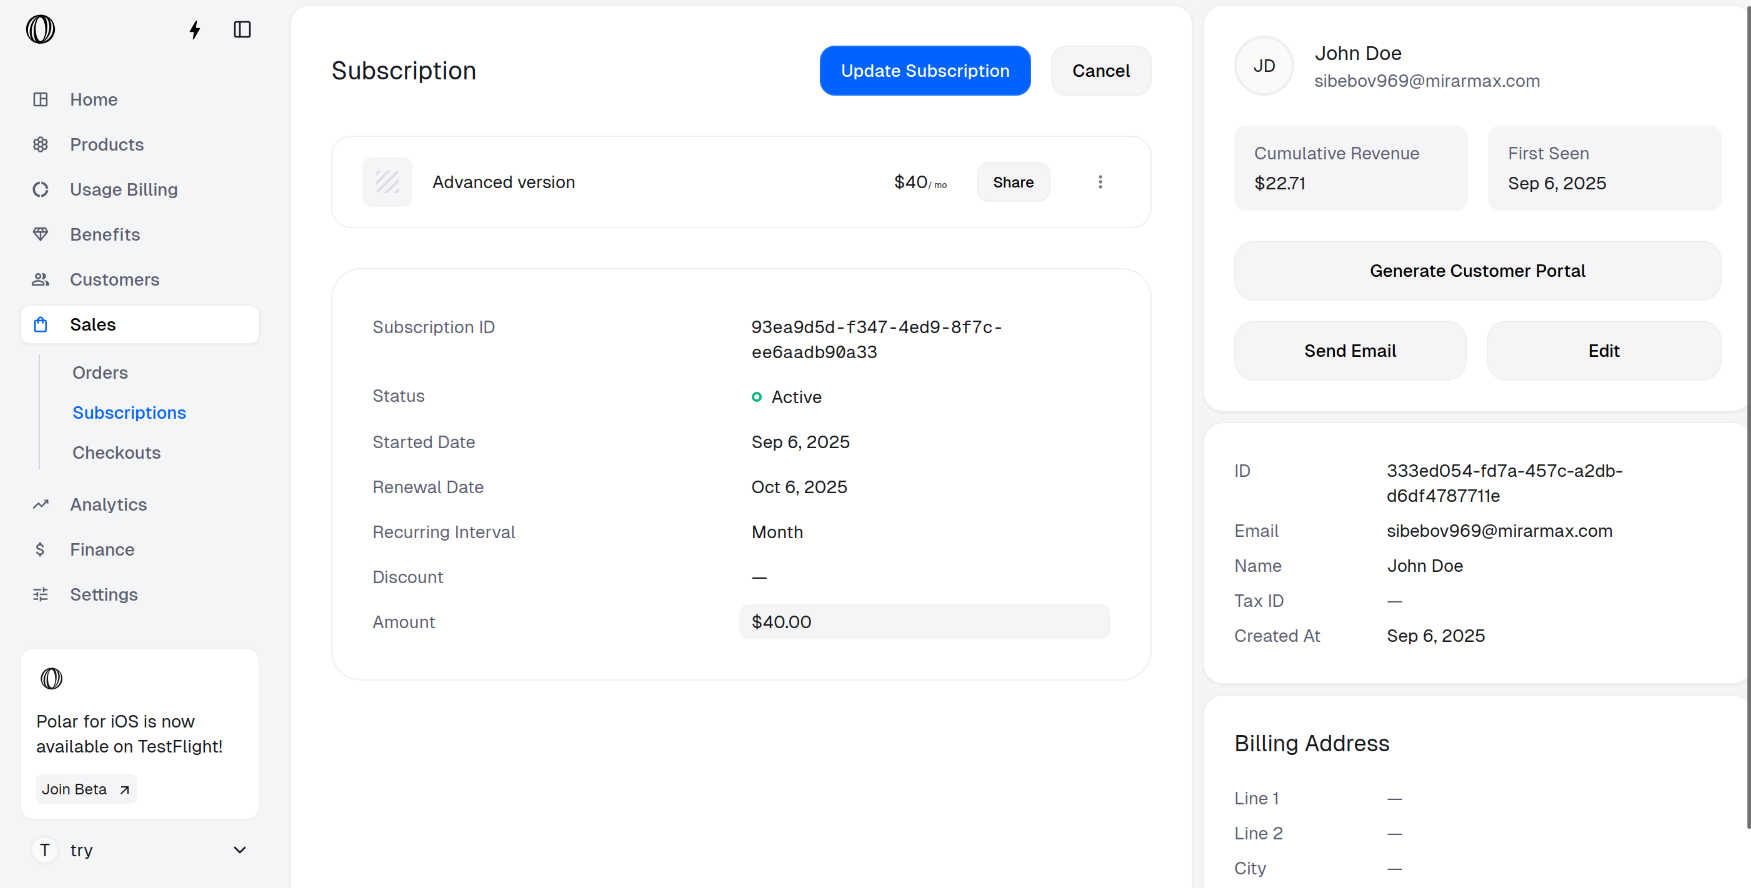 Home
Products
Usage Billing
Benefits
Customers
Sales
Orders
Subscriptions
Checkouts
Analytics
Finance
Settings
Polar for iOS is now
available on TestFlight!
Join Beta
T try
Subscription
Update Subscription
Cancel
Advanced version
$40/ mo
Share
Subscription ID
93ea9d5d-f347-4ed9-8f7c-
ee6aadb90a33
Status
Active
Started Date
Sep 6, 2025
Renewal Date
Oct 6, 2025
Recurring Interval
Month
Discount
—
Amount
$40.00
JD
John Doe
sibebov969@mirarmax.com
Cumulative Revenue
$22.71
First Seen
Sep 6, 2025
Generate Customer Portal
Send Email
Edit
ID
333ed054-fd7a-457c-a2db-
d6df4787711e
Email
sibebov969@mirarmax.com
Name
John Doe
Tax ID
—
Created At
Sep 6, 2025
Billing Address
Line 1
—
Line 2
—
City
—